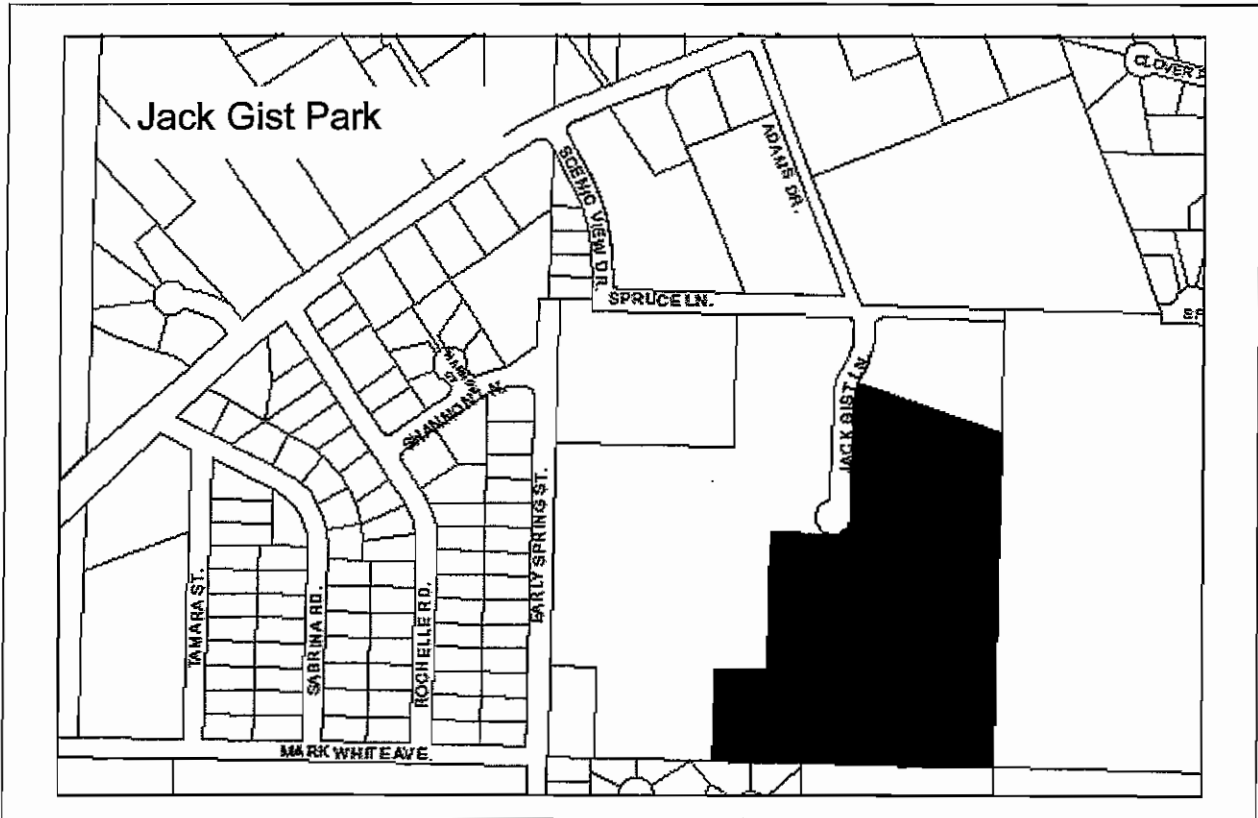 Jack Gist Park
CLOVER
SCENIC VIEW DR.
ADAMS DR.
SPRUCE LN.
SHANNON LN.
JACK GIST LN.
EARLY SPRING ST.
TAMARA ST.
SABRINA RD.
ROCHELLE RD.
MARK WHITE AVE.